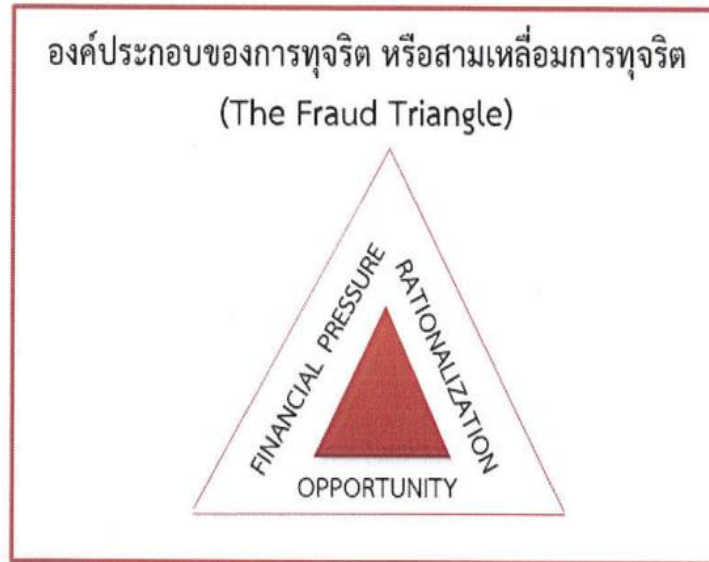 องค์ประกอบของการทุจริต หรือสามเหลื่อมการทุจริต
(The Fraud Triangle)
FINANCIAL PRESSURE
RATIONALIZATION
OPPORTUNITY